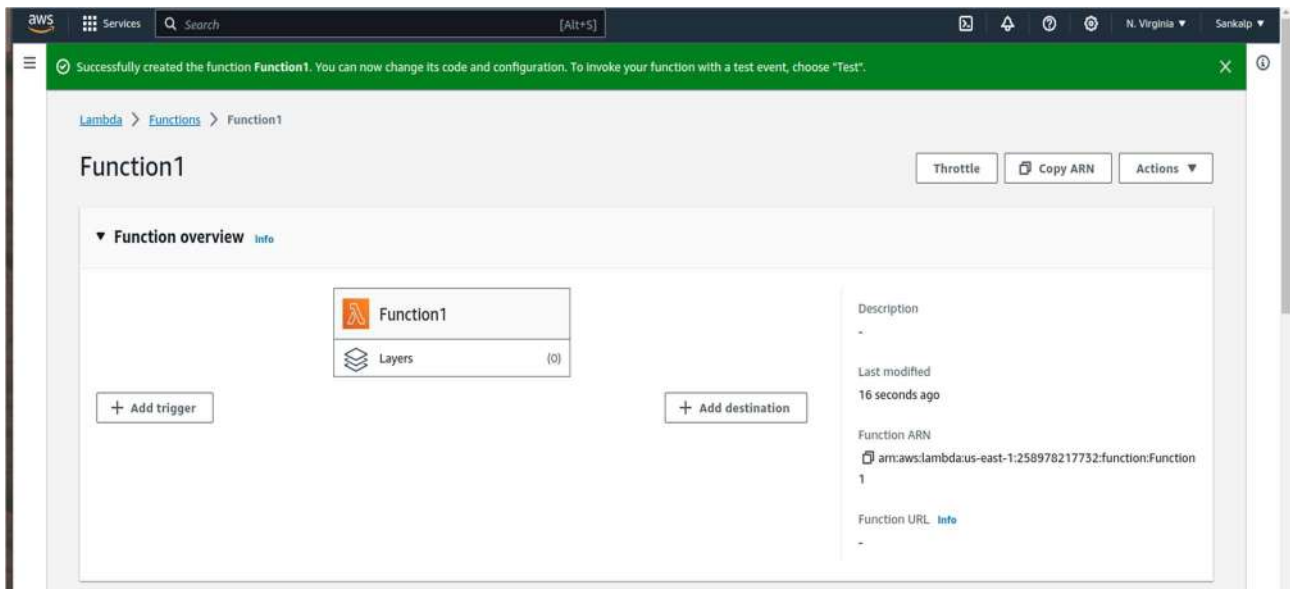 aws Services Search [Alt+S] N. Virginia ▼ Sankalp ▼
Successfully created the function Function1. You can now change its code and configuration. To invoke your function with a test event, choose "Test".
Lambda > Functions > Function1
Function1
Throttle Copy ARN Actions ▼
▼ Function overview Info
Function1
Layers (0)
+ Add trigger
+ Add destination
Description
-
Last modified
16 seconds ago
Function ARN
arn:aws:lambda:us-east-1:258978217732:function:Function
1
Function URL Info
-